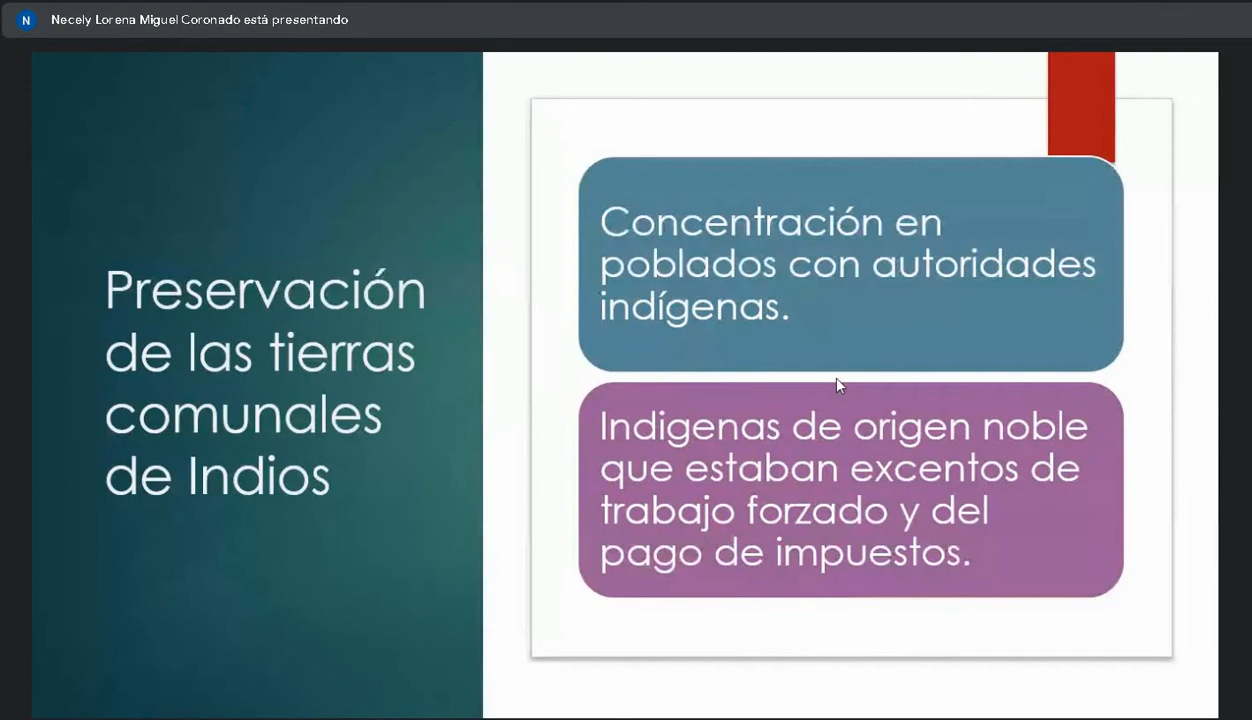 N Necely Lorena Miguel Coronado está presentando
Preservación
de las tierras
comunales
de Indios
Concentración en
poblados con autoridades
indígenas.
Indigenas de origen noble
que estaban excentos de
trabajo forzado y del
pago de impuestos.